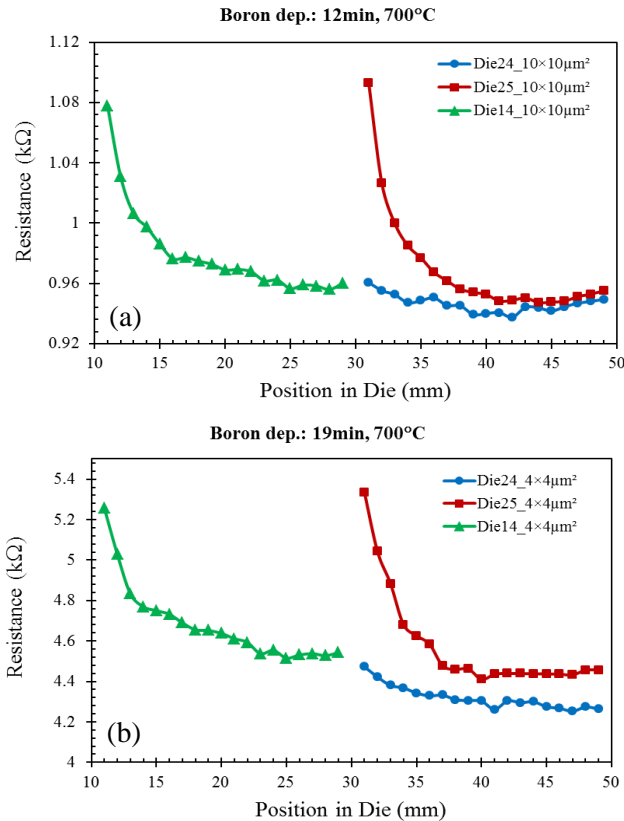 Boron dep.: 12min, 700°C
1.12
1.08
1.04
1
0.96
0.92
Resistance (kΩ)
Die24_10×10μm²
Die25_10×10μm²
Die14_10×10μm²
(a)
10 15 20 25 30 35 40 45 50
Position in Die (mm)
Boron dep.: 19min, 700°C
5.4
5.2
5
4.8
4.6
4.4
4.2
4
Resistance (kΩ)
Die24_4×4μm²
Die25_4×4μm²
Die14_4×4μm²
(b)
10 15 20 25 30 35 40 45 50
Position in Die (mm)